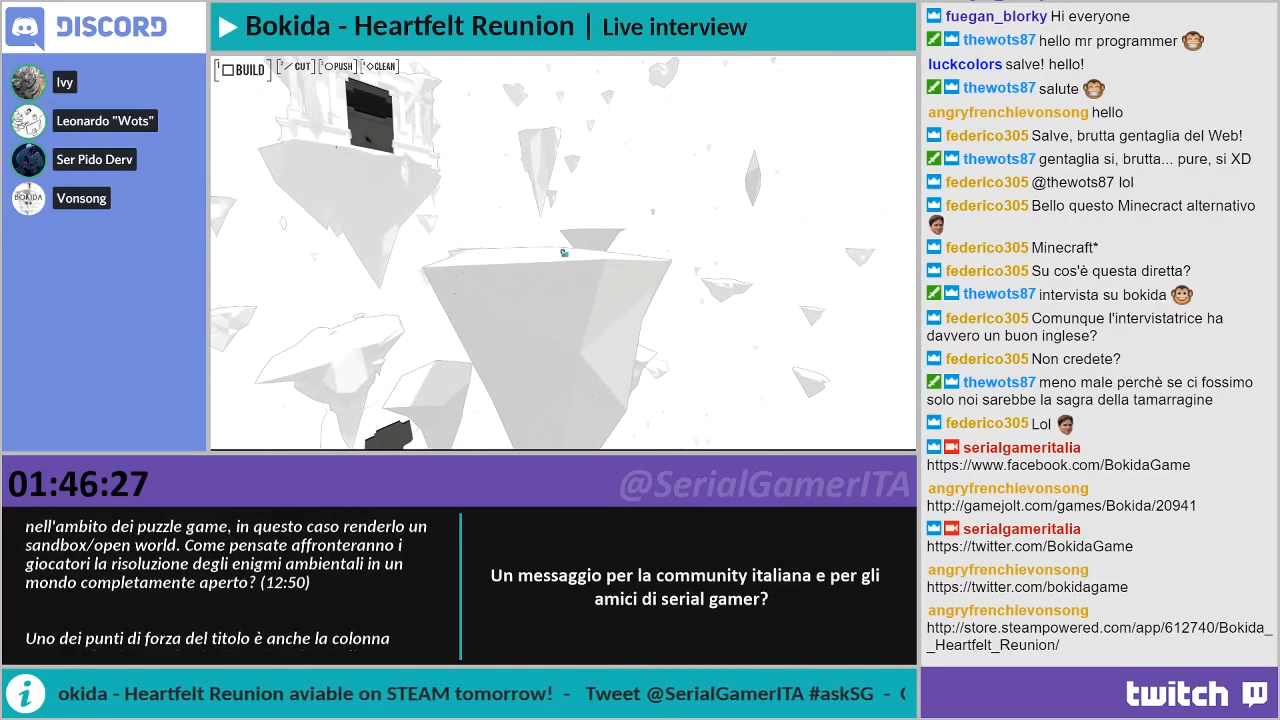 DISCORD
Ivy
Leonardo "Wots"
Ser Pido Derv
BOKIDA
Vonsong
Bokida - Heartfelt Reunion | Live interview
1 BUILD 2 CUT 3 PUSH 4 CLEAN
01:46:27
@SerialGamerITA
nell'ambito dei puzzle game, in questo caso renderlo un
sandbox/open world. Come pensate affronteranno i
giocatori la risoluzione degli enigmi ambientali in un
mondo completamente aperto? (12:50)
Uno dei punti di forza del titolo è anche la colonna
Un messaggio per la community italiana e per gli
amici di serial gamer?
okida - Heartfelt Reunion aviable on STEAM tomorrow! - Tweet @SerialGamerITA #askSG -
fuegan_blorky Hi everyone
thewots87 hello mr programmer
luckcolors salve! hello!
thewots87 salute
angryfrenchievonsong hello
federico305 Salve, brutta gentaglia del Web!
thewots87 gentaglia si, brutta... pure, si XD
federico305 @thewots87 lol
federico305 Bello questo Minecract alternativo
federico305 Minecraft*
federico305 Su cos'è questa diretta?
thewots87 intervista su bokida
federico305 Comunque l'intervistatrice ha
davvero un buon inglese?
federico305 Non credete?
thewots87 meno male perchè se ci fossimo
solo noi sarebbe la sagra della tamarragine
federico305 Lol
serialgameritalia
https://www.facebook.com/BokidaGame
angryfrenchievonsong
http://gamejolt.com/games/Bokida/20941
serialgameritalia
https://twitter.com/BokidaGame
angryfrenchievonsong
https://twitter.com/bokidagame
angryfrenchievonsong
http://store.steampowered.com/app/612740/Bokida_
_Heartfelt_Reunion/
twitch